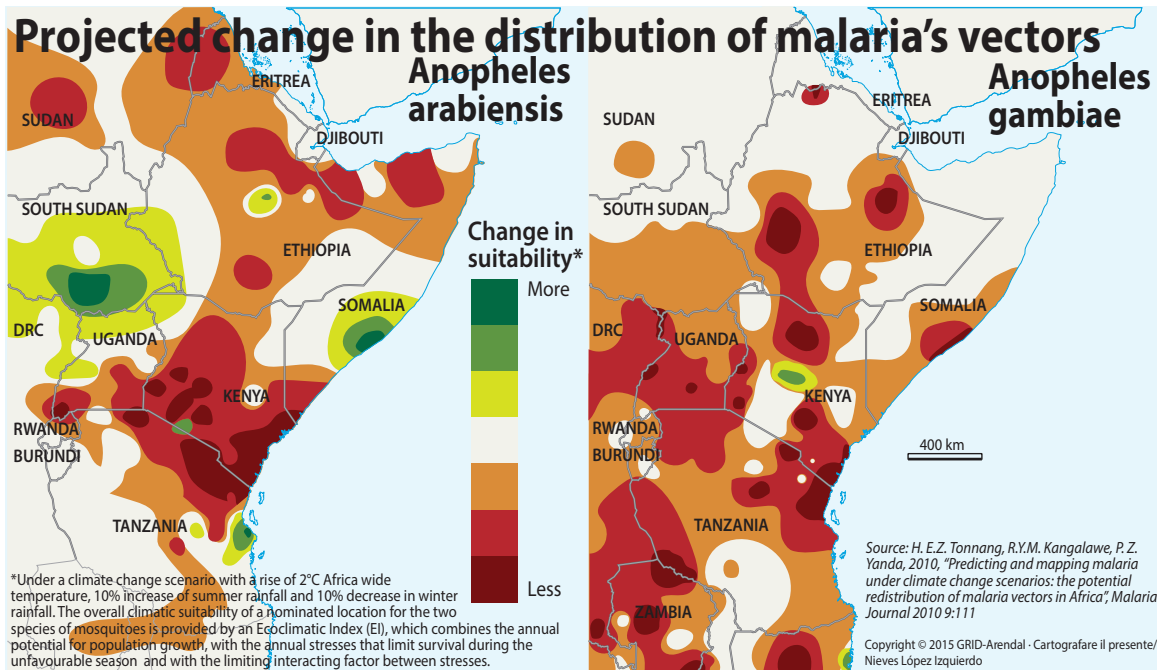 Projected change in the distribution of malaria's vectors
Anopheles
arabiensis
ERITREA
SUDAN
DJIBOUTI
SOUTH SUDAN
ETHIOPIA
SOMALIA
DRC
UGANDA
KENYA
RWANDA
BURUNDI
TANZANIA
Change in
suitability*
More
Less
Anopheles
gambiae
ERITREA
SUDAN
DJIBOUTI
SOUTH SUDAN
ETHIOPIA
SOMALIA
DRC
UGANDA
KENYA
RWANDA
BURUNDI
TANZANIA
ZAMBIA
400 km
*Under a climate change scenario with a rise of 2°C Africa wide
temperature, 10% increase of summer rainfall and 10% decrease in winter
rainfall. The overall climatic suitability of a nominated location for the two
species of mosquitoes is provided by an Ecoclimatic Index (EI), which combines the annual
potential for population growth, with the annual stresses that limit survival during the
unfavourable season and with the limiting interacting factor between stresses.
Source: H. E.Z. Tonnang, R.Y.M. Kangalawe, P. Z.
Yanda, 2010, "Predicting and mapping malaria
under climate change scenarios: the potential
redistribution of malaria vectors in Africa", Malaria
Journal 2010 9:111
Copyright © 2015 GRID-Arendal · Cartografare il presente/
Nieves López Izquierdo